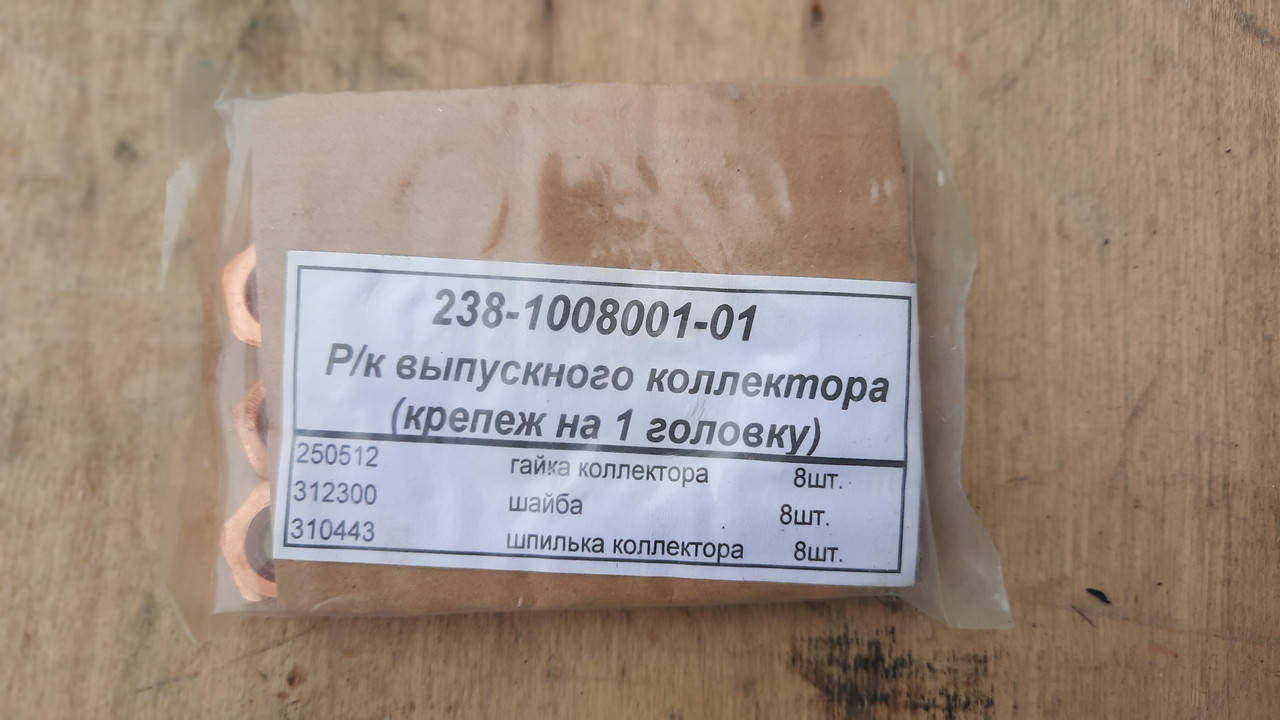 238-1008001-01
Р/к выпускного коллектора
(крепеж на 1 головку)
250512 гайка коллектора 8шт.
312300 шайба 8шт.
310443 шпилька коллектора 8шт.